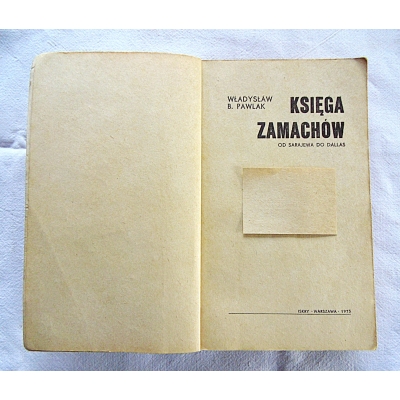 WŁADYSŁAW
B. PAWLAK
KSIĘGA
ZAMACHÓW
OD SARAJEWA DO DALLAS
ISKRY · WARSZAWA · 1975